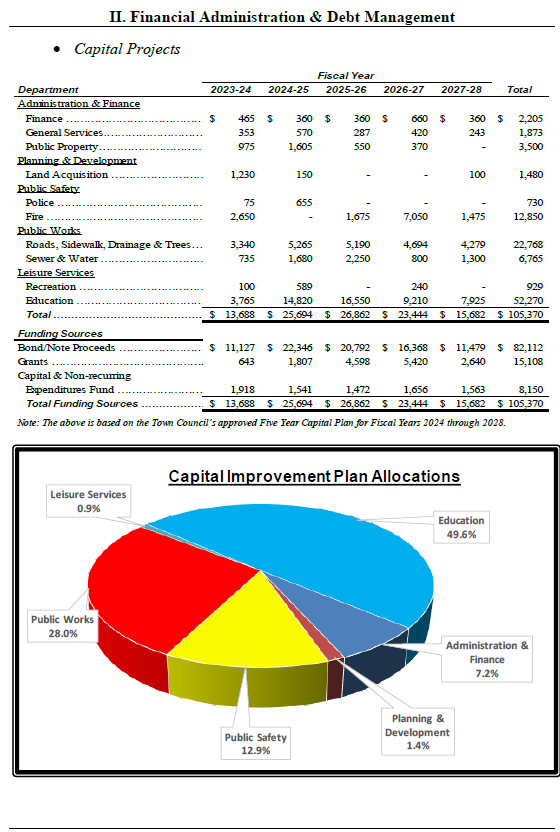 II. Financial Administration & Debt Management
• Capital Projects
Fiscal Year
Department 2023-24 2024-25 2025-26 2026-27 2027-28 Total
Administration & Finance
Finance ................................ $ 465 $ 360 $ 360 $ 660 $ 360 $ 2,205
General Services........................ 353 570 287 420 243 1,873
Public Property......................... 975 1,605 550 370 - 3,500
Planning & Development
Land Acquisition ............................ 1,230 150 - - 100 1,480
Public Safety
Police .................................. 75 655 - - - 730
Fire .................................... 2,650 - 1,675 7,050 1,475 12,850
Public Works
Roads, Sidewalk, Drainage & Trees... 3,340 5,265 5,190 4,694 4,279 22,768
Sewer & Water ........................ 735 1,680 2,250 800 1,300 6,765
Leisure Services
Recreation ............................. 100 589 - 240 - 929
Education .............................. 3,765 14,820 16,550 9,210 7,925 52,270
Total ................................... $ 13,688 $ 25,694 $ 26,862 $ 23,444 $ 15,682 $ 105,370
Funding Sources
Bond/Note Proceeds .................... $ 11,127 $ 22,346 $ 20,792 $ 16,368 $ 11,479 $ 82,112
Grants ................................... 643 1,807 4,598 5,420 2,640 15,108
Capital & Non-recurring
Expenditures Fund ..................... 1,918 1,541 1,472 1,656 1,563 8,150
Total Funding Sources ................ $ 13,688 $ 25,694 $ 26,862 $ 23,444 $ 15,682 $ 105,370
Note: The above is based on the Town Council's approved Five Year Capital Plan for Fiscal Years 2024 through 2028.
Capital Improvement Plan Allocations
Leisure Services
0.9%
Education
49.6%
Public Works
28.0%
Administration &
Finance
7.2%
Planning &
Development
1.4%
Public Safety
12.9%